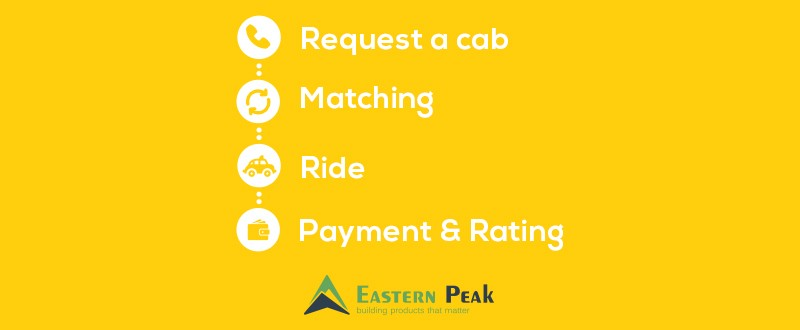 Request a cab
Matching
Ride
Payment & Rating
Eastern Peak
building products that matter